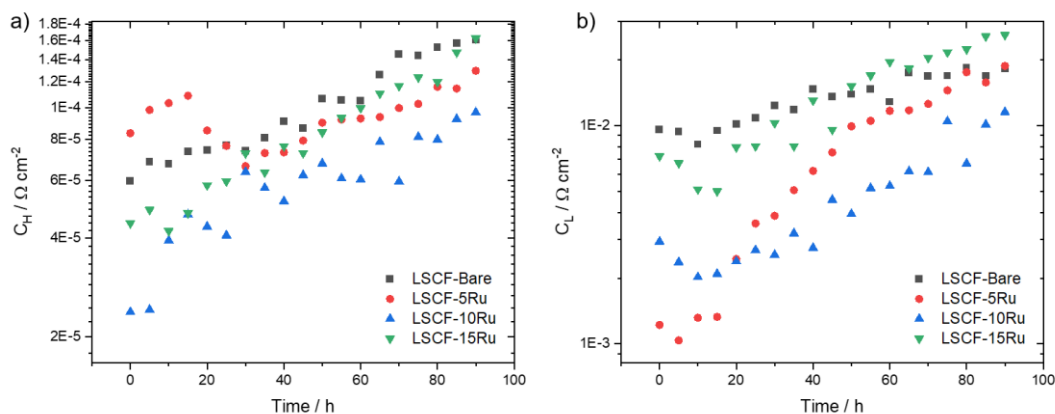 a)
1.8E-4
1.6E-4
1.4E-4
1.2E-4
1E-4
8E-5
6E-5
4E-5
2E-5
C_H / Ω cm⁻²
0 20 40 60 80 100
Time / h
LSCF-Bare
LSCF-5Ru
LSCF-10Ru
LSCF-15Ru
b)
1E-2
1E-3
C_L / Ω cm⁻²
0 20 40 60 80 100
Time / h
LSCF-Bare
LSCF-5Ru
LSCF-10Ru
LSCF-15Ru